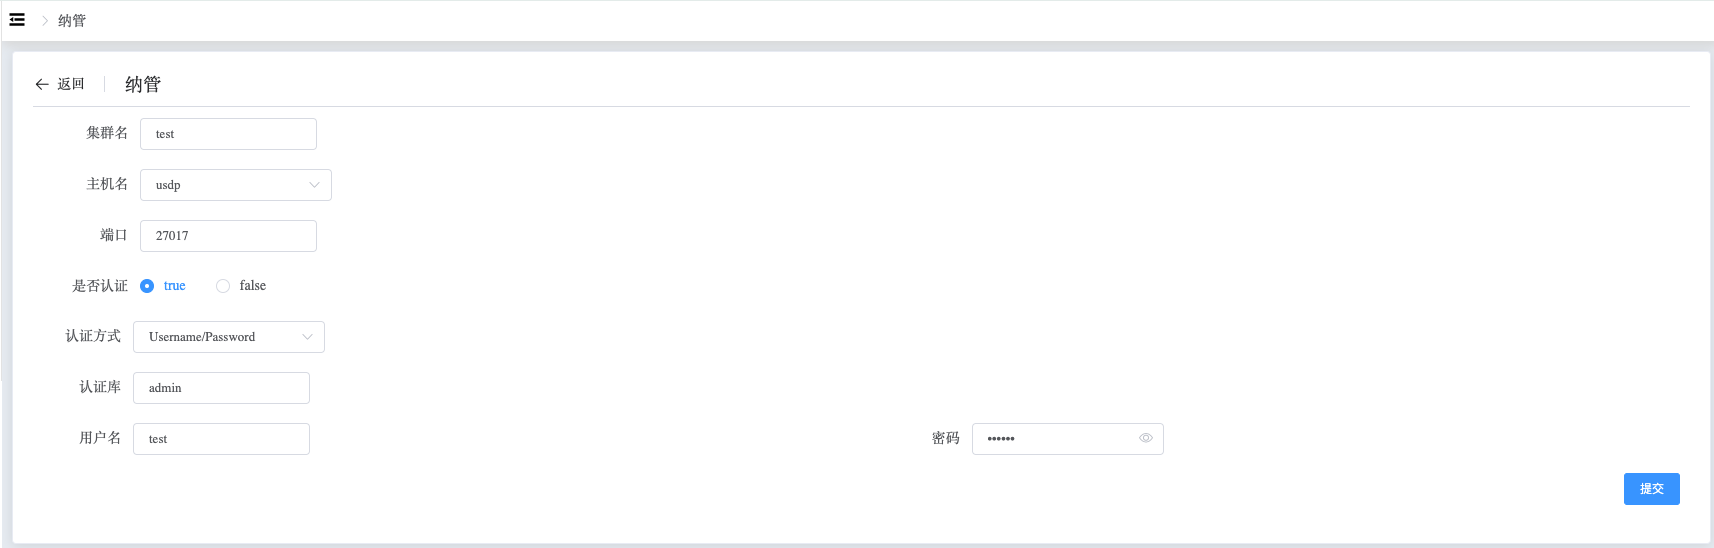 纳管
返回 纳管
集群名 test
主机名 usdp
端口 27017
是否认证 true false
认证方式 Username/Password
认证库 admin
用户名 test 密码 ••••••
提交